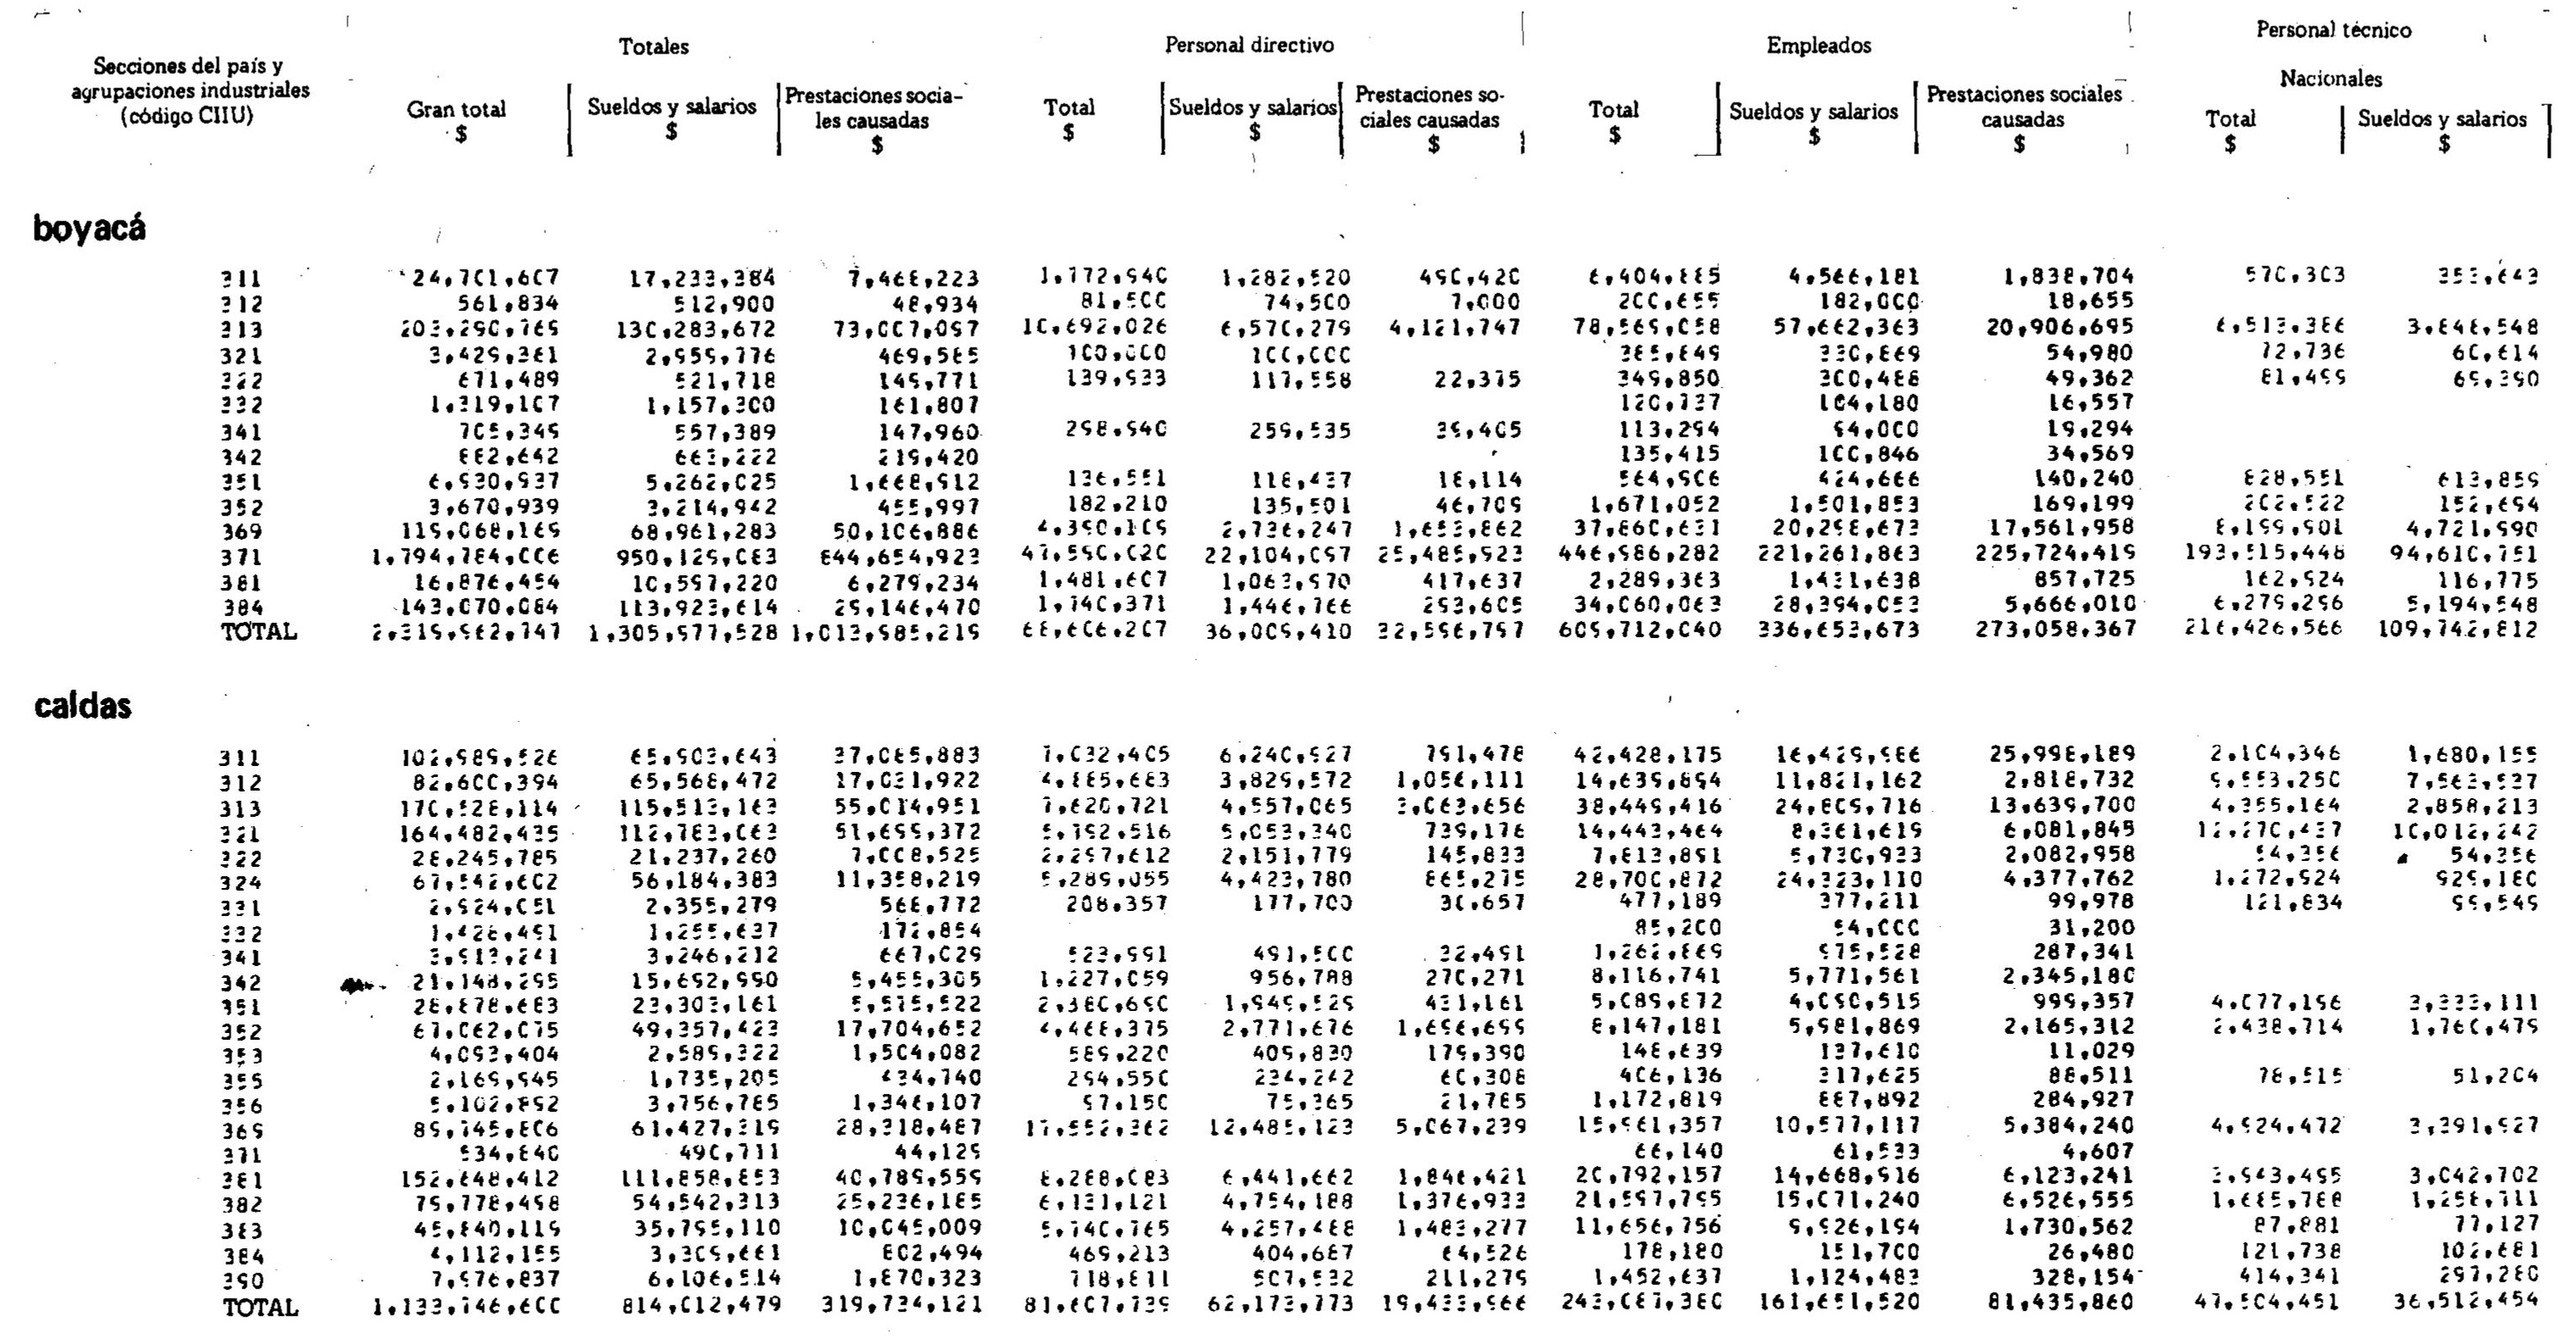 Totales Personal directivo Empleados Personal técnico
Secciones del país y agrupaciones industriales (código CIIU) Nacionales
Gran total $ Sueldos y salarios $ Prestaciones sociales causadas $ Total $ Sueldos y salarios $ Prestaciones sociales causadas $ Total $ Sueldos y salarios $ Prestaciones sociales causadas $ Total $ Sueldos y salarios $
boyacá
311 24,701,607 17,233,384 7,468,223 1,772,940 1,282,520 490,420 6,404,885 4,566,181 1,838,704 570,303 353,643
312 561,834 512,900 48,934 81,500 74,500 7,000 200,655 182,000 18,655
313 203,290,769 130,283,672 73,007,097 10,692,026 6,570,279 4,121,747 78,569,058 57,662,363 20,906,695 6,513,386 3,846,548
321 3,429,361 2,959,776 469,585 100,000 100,000 385,849 330,869 54,980 72,736 60,614
322 671,489 521,718 149,771 139,933 117,558 22,375 349,850 300,488 49,362 81,499 69,390
332 1,319,107 1,157,300 161,807 120,737 104,180 16,557
341 705,349 557,389 147,960 298,940 259,535 39,405 113,294 94,000 19,294
342 882,642 663,222 219,420 135,415 100,846 34,569
351 6,930,937 5,262,025 1,668,912 136,551 118,437 18,114 564,906 424,666 140,240 828,551 613,859
352 3,670,939 3,214,942 455,997 182,210 135,501 46,709 1,671,052 1,501,853 169,199 202,522 152,694
369 119,068,169 68,961,283 50,106,886 4,390,109 2,736,247 1,653,862 37,860,631 20,298,673 17,561,958 8,199,901 4,721,990
371 1,794,784,006 950,129,083 844,654,923 47,590,020 22,104,097 25,485,923 446,986,282 221,261,863 225,724,419 193,515,448 94,610,751
381 16,876,454 10,597,220 6,279,234 1,481,607 1,063,970 417,637 2,289,363 1,431,638 857,725 162,924 116,775
384 143,070,084 113,923,614 29,146,470 1,740,371 1,446,766 293,605 34,060,063 28,394,053 5,666,010 6,279,296 5,194,548
TOTAL 2,319,962,747 1,305,977,528 1,013,985,219 68,606,207 36,009,410 32,596,797 609,712,040 336,653,673 273,058,367 216,426,566 109,742,812
caldas
311 102,989,526 65,903,643 37,085,883 7,032,405 6,240,927 791,478 42,428,175 16,429,986 25,998,189 2,104,346 1,680,155
312 82,600,394 65,568,472 17,031,922 4,885,683 3,829,572 1,056,111 14,639,894 11,821,162 2,818,732 9,553,250 7,563,537
313 170,528,114 115,513,163 55,014,951 7,620,721 4,557,065 3,063,656 38,449,416 24,809,716 13,639,700 4,355,164 2,858,213
321 164,482,435 112,783,063 51,699,372 5,792,516 5,053,340 739,176 14,443,464 8,361,619 6,081,845 12,270,437 10,012,242
322 28,245,785 21,237,260 7,008,525 2,297,612 2,151,779 145,833 7,813,891 5,730,933 2,082,958 54,356 54,356
324 67,542,602 56,184,383 11,358,219 5,289,055 4,423,780 865,275 28,700,872 24,323,110 4,377,762 1,272,924 929,180
331 2,924,051 2,355,279 568,772 208,357 177,700 30,657 477,189 377,211 99,978 121,834 99,549
332 1,428,491 1,255,637 172,854 85,200 54,000 31,200
341 3,913,241 3,246,212 667,029 523,991 491,500 32,491 1,262,869 975,528 287,341
342 21,148,295 15,692,990 5,455,305 1,227,059 956,788 270,271 8,116,741 5,771,561 2,345,180
351 28,878,683 23,303,161 5,575,522 2,380,690 1,949,529 431,161 5,089,872 4,090,515 999,357 4,077,196 3,333,111
352 67,062,075 49,357,423 17,704,652 4,468,375 2,771,676 1,696,699 8,147,181 5,981,869 2,165,312 2,438,714 1,760,479
353 4,093,404 2,589,322 1,504,082 589,220 409,830 179,390 148,639 137,610 11,029
355 2,169,945 1,735,205 434,740 294,550 234,242 60,308 406,136 317,625 88,511 78,515 51,204
356 5,102,892 3,756,785 1,346,107 97,150 75,365 21,785 1,172,819 887,892 284,927
369 89,745,806 61,427,319 28,318,487 17,552,362 12,485,123 5,067,239 15,961,357 10,577,117 5,384,240 4,924,472 3,391,927
371 534,840 490,711 44,129 66,140 61,533 4,607
381 152,648,412 111,858,853 40,789,559 8,288,083 6,441,662 1,846,421 20,792,157 14,668,916 6,123,241 3,943,495 3,042,702
382 79,778,498 54,542,313 25,236,185 6,131,121 4,754,188 1,376,933 21,597,795 15,071,240 6,526,555 1,685,788 1,258,711
383 45,840,119 35,795,110 10,045,009 5,740,765 4,257,488 1,483,277 11,656,756 9,926,194 1,730,562 87,881 77,127
384 4,112,155 3,309,661 802,494 469,213 404,687 64,526 178,180 151,700 26,480 121,738 102,681
390 7,976,837 6,106,514 1,870,323 718,811 507,532 211,279 1,452,637 1,124,483 328,154 414,341 297,280
TOTAL 1,133,746,600 814,012,479 319,734,121 81,607,739 62,173,773 19,433,966 243,087,380 161,651,520 81,435,860 47,504,451 36,512,454